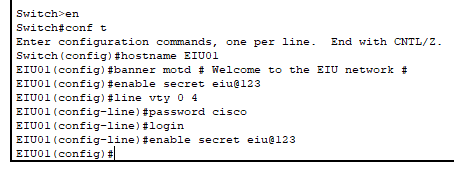 Switch>en
Switch#conf t
Enter configuration commands, one per line.  End with CNTL/Z.
Switch(config)#hostname EIU01
EIU01(config)#banner motd # Welcome to the EIU network #
EIU01(config)#enable secret eiu@123
EIU01(config)#line vty 0 4
EIU01(config-line)#password cisco
EIU01(config-line)#login
EIU01(config-line)#enable secret eiu@123
EIU01(config)#